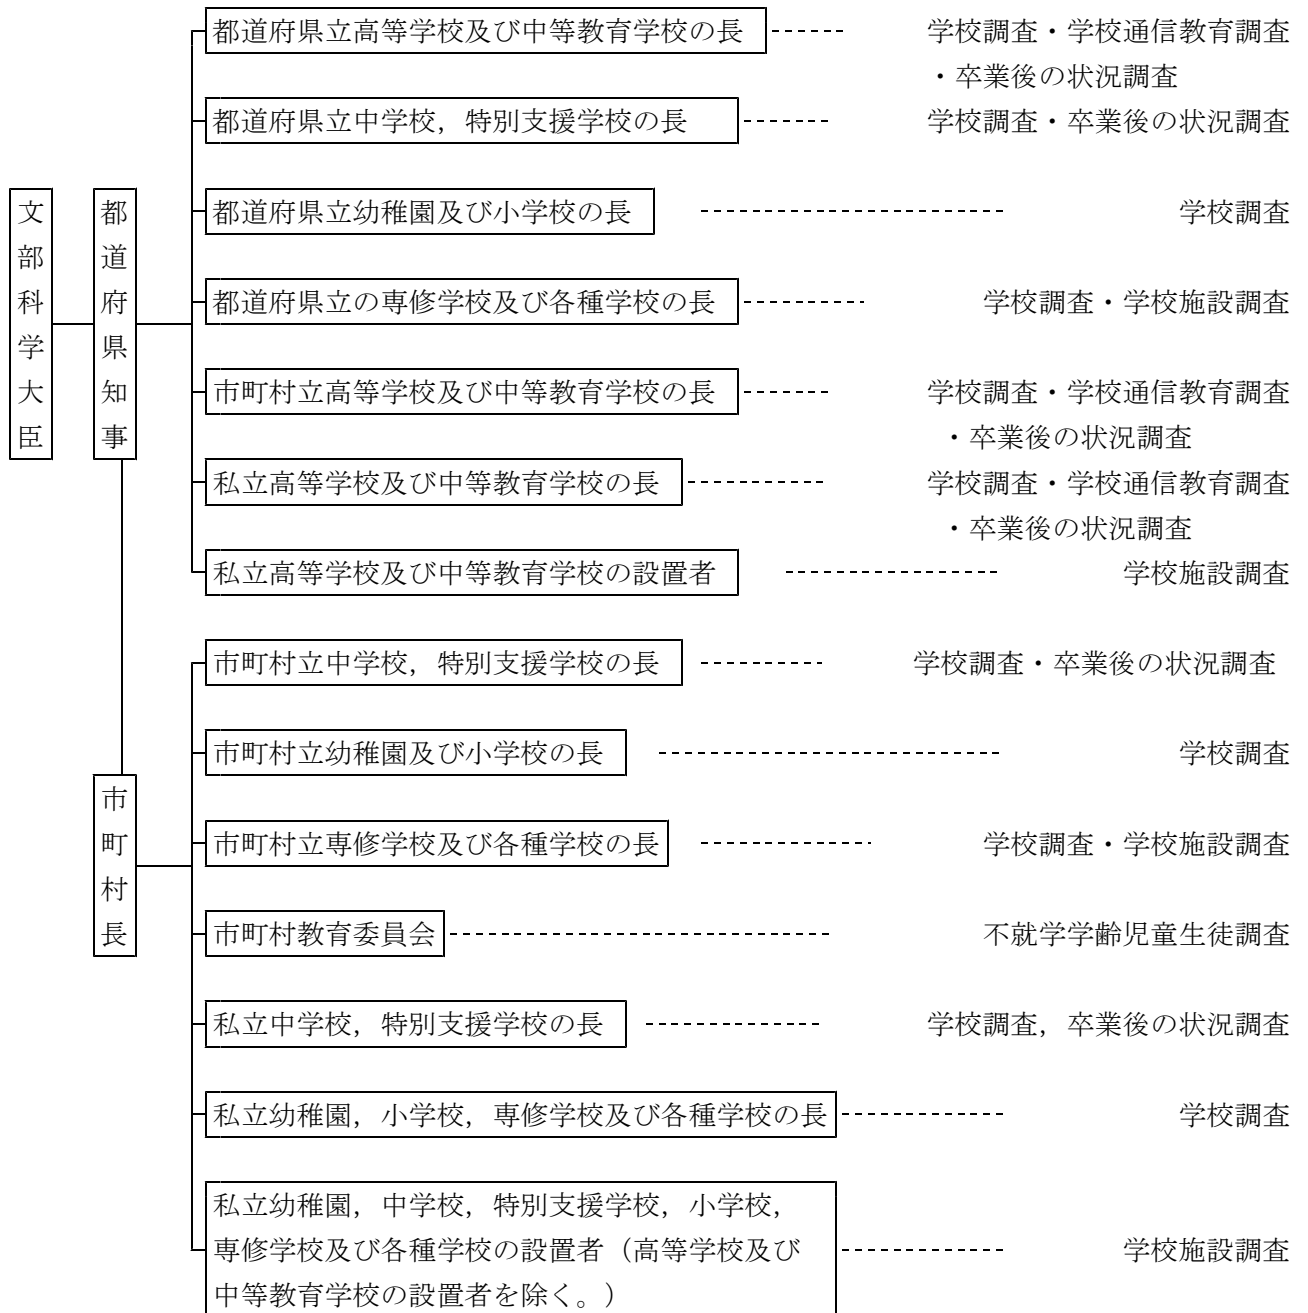 都道府県立高等学校及び中等教育学校の長 学校調査・学校通信教育調査
・卒業後の状況調査
都道府県立中学校，特別支援学校の長 学校調査・卒業後の状況調査
文部科学大臣
都道府県知事
都道府県立幼稚園及び小学校の長 学校調査
都道府県立の専修学校及び各種学校の長 学校調査・学校施設調査
市町村立高等学校及び中等教育学校の長 学校調査・学校通信教育調査
・卒業後の状況調査
私立高等学校及び中等教育学校の長 学校調査・学校通信教育調査
・卒業後の状況調査
私立高等学校及び中等教育学校の設置者 学校施設調査
市町村立中学校，特別支援学校の長 学校調査・卒業後の状況調査
市町村立幼稚園及び小学校の長 学校調査
市町村長
市町村立専修学校及び各種学校の長 学校調査・学校施設調査
市町村教育委員会 不就学学齢児童生徒調査
私立中学校，特別支援学校の長 学校調査，卒業後の状況調査
私立幼稚園，小学校，専修学校及び各種学校の長 学校調査
私立幼稚園，中学校，特別支援学校，小学校，
専修学校及び各種学校の設置者（高等学校及び 学校施設調査
中等教育学校の設置者を除く。）